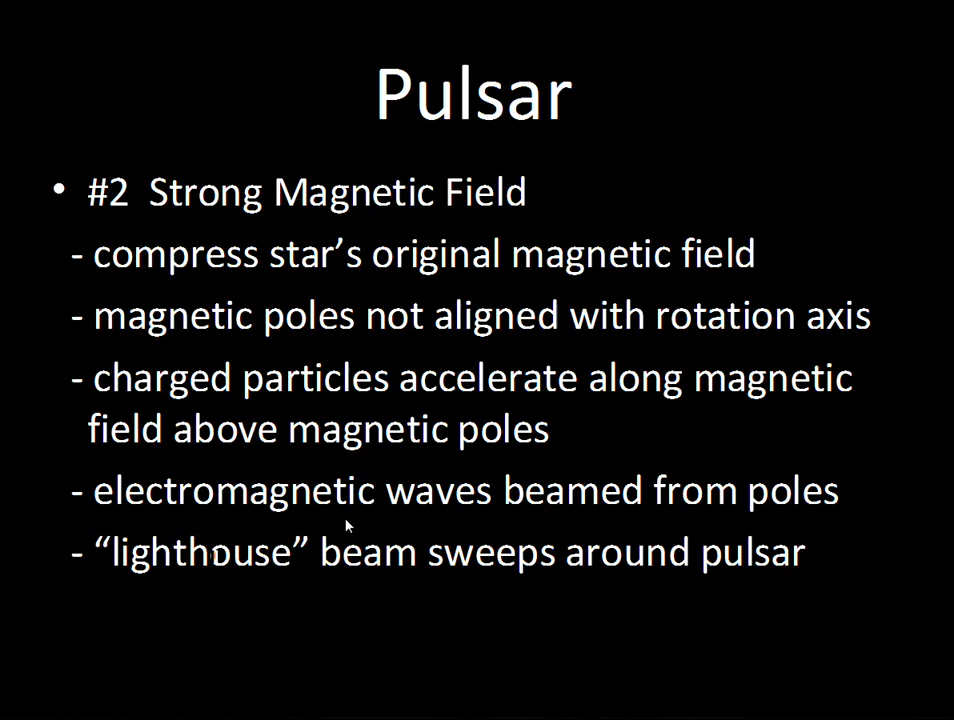 Pulsar
• #2  Strong Magnetic Field
- compress star’s original magnetic field
- magnetic poles not aligned with rotation axis
- charged particles accelerate along magnetic
field above magnetic poles
- electromagnetic waves beamed from poles
- “lighthouse” beam sweeps around pulsar